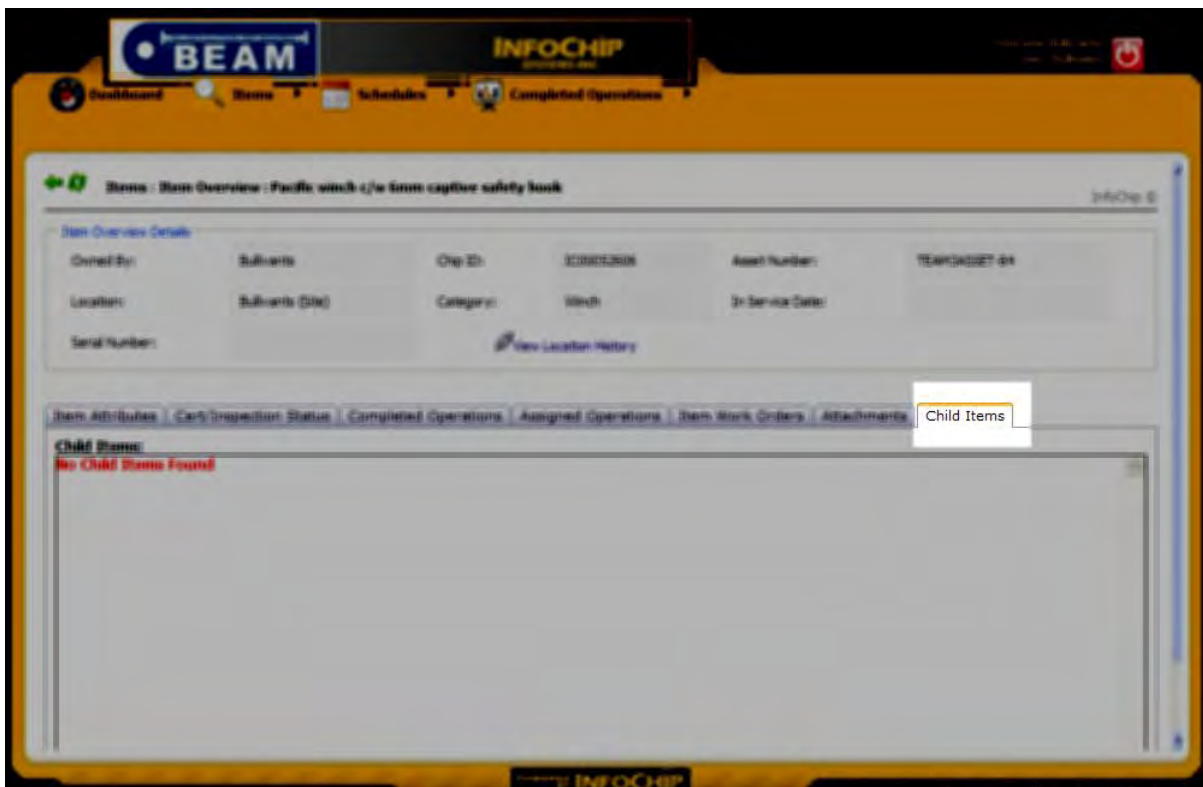 BEAM
INFOCHIP
Dashboard Items Schedules Completed Operations
Items : Item Overview : Pacific winch c/w 6mm captive safety hook
InfoChip
Item Overview Details
Owned By: Bullivants Chip ID: Asset Number:
Location: Bullivants (Site) Category: Winch In Service Date:
Serial Number: View Location History
Item Attributes Cert/Inspection Status Completed Operations Assigned Operations Item Work Orders Attachments Child Items
Child Items:
No Child Items Found
INFOCHIP